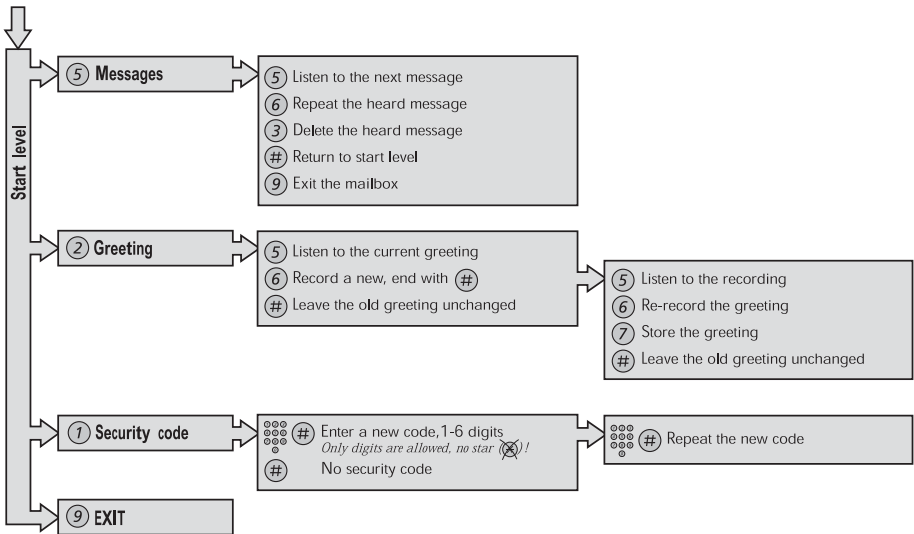 Start level
5 Messages
5 Listen to the next message
6 Repeat the heard message
3 Delete the heard message
# Return to start level
9 Exit the mailbox
2 Greeting
5 Listen to the current greeting
6 Record a new, end with #
# Leave the old greeting unchanged
5 Listen to the recording
6 Re-record the greeting
7 Store the greeting
# Leave the old greeting unchanged
1 Security code
# Enter a new code,1-6 digits
Only digits are allowed, no star (*)!
# No security code
# Repeat the new code
9 EXIT